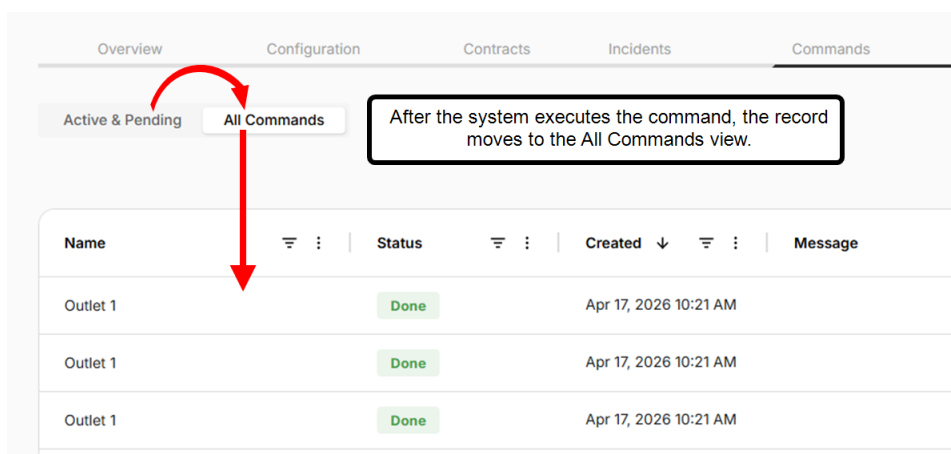 Overview Configuration Contracts Incidents Commands
Active & Pending All Commands
After the system executes the command, the record
moves to the All Commands view.
Name Status Created Message
Outlet 1 Done Apr 17, 2026 10:21 AM
Outlet 1 Done Apr 17, 2026 10:21 AM
Outlet 1 Done Apr 17, 2026 10:21 AM